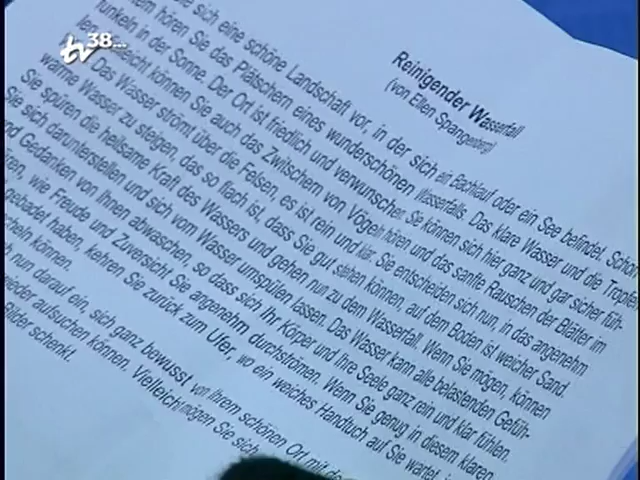 tv38...
Reinigender Wasserfall
(von Ellen Spangenberg)
sich eine schöne Landschaft vor, in der sich ein Bachlauf oder ein See befindet. Schon
hören Sie das Plätschern eines wunderschönen Wasserfalls. Das klare Wasser und die Tropfen
funkeln in der Sonne. Der Ort ist friedlich und verwunschen. Sie können sich hier ganz und gar sicher füh-
len. Vielleicht können Sie auch das Zwitschern von Vögeln hören und das sanfte Rauschen der Blätter im
Das Wasser strömt über die Felsen, es ist rein und klar. Sie entscheiden sich nun, in das angenehm
warme Wasser zu steigen, das so flach ist, dass Sie gut stehen können auf dem Boden ist weicher Sand.
Sie spüren die heilsame Kraft des Wassers und gehen nun zu dem Wasserfall. Wenn Sie mögen, können
Sie sich darunterstellen und sich vom Wasser umspülen lassen. Das Wasser kann alle belastenden Gefüh-
Gedanken von Ihnen abwaschen, so dass sich Ihr Körper und Ihre Seele ganz rein und klar fühlen.
wie Freude und Zuversicht Sie angenehm durchströmen. Wenn Sie genug in diesem klaren
gebadet haben, kehren Sie zurück zum Ufer, wo ein weiches Handtuch auf Sie wartet,
können.
nun darauf ein, sich ganz bewusst von Ihrem schönen Ort mit
wieder aufsuchen können. Vielleicht mögen Sie sich
Bilder schenkt.